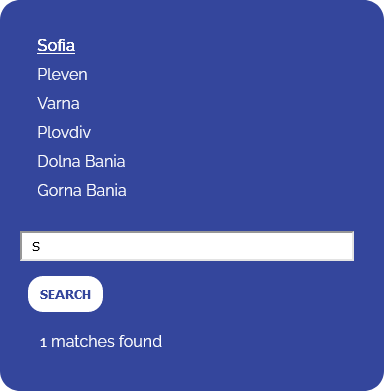 Sofia
Pleven
Varna
Plovdiv
Dolna Bania
Gorna Bania
s
SEARCH
1 matches found